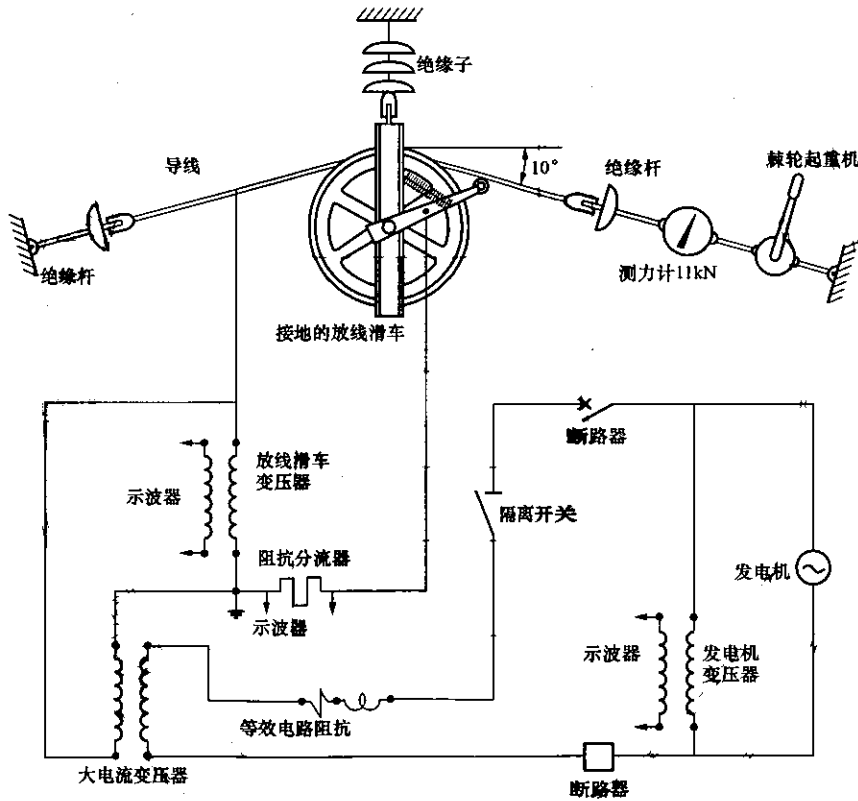 绝缘子
导线
10°
绝缘杆
棘轮起重机
绝缘杆
测力计11kN
接地的放线滑车
断路器
放线滑车
变压器
示波器
隔离开关
阻抗分流器
发电机
示波器
示波器
发电机
变压器
等效电路阻抗
大电流变压器
断路器